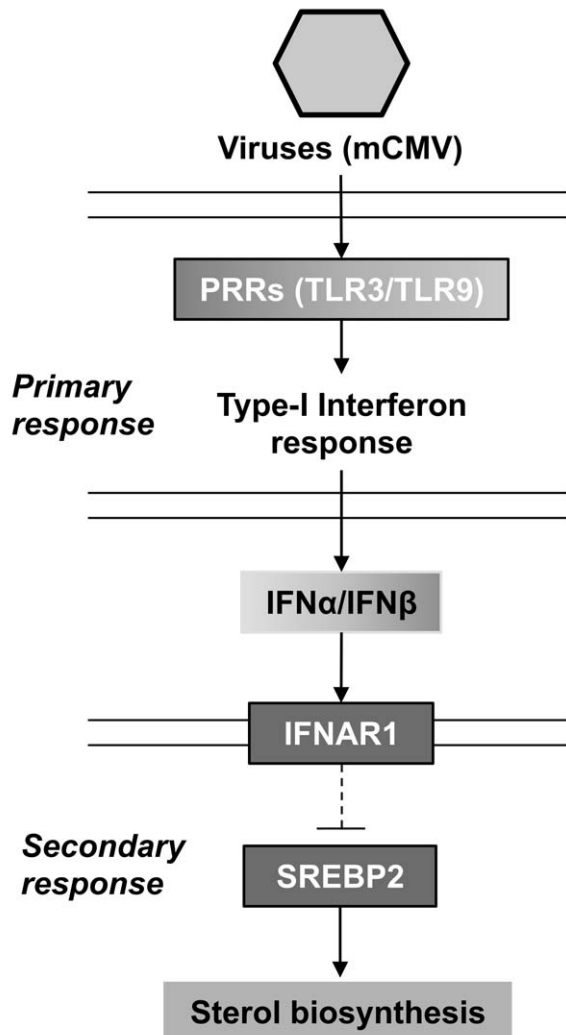 Viruses (mCMV)
PRRs (TLR3/TLR9)
Primary
response
Type-I Interferon
response
IFNα/IFNβ
IFNAR1
Secondary
response
SREBP2
Sterol biosynthesis